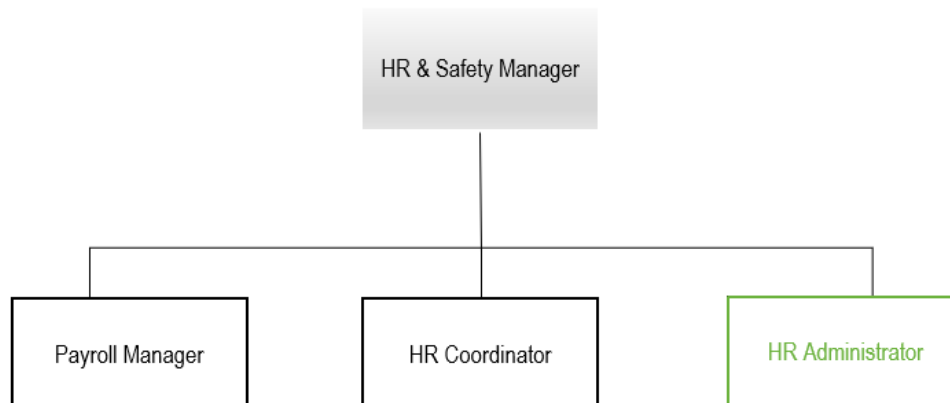 HR & Safety Manager
Payroll Manager
HR Coordinator
HR Administrator